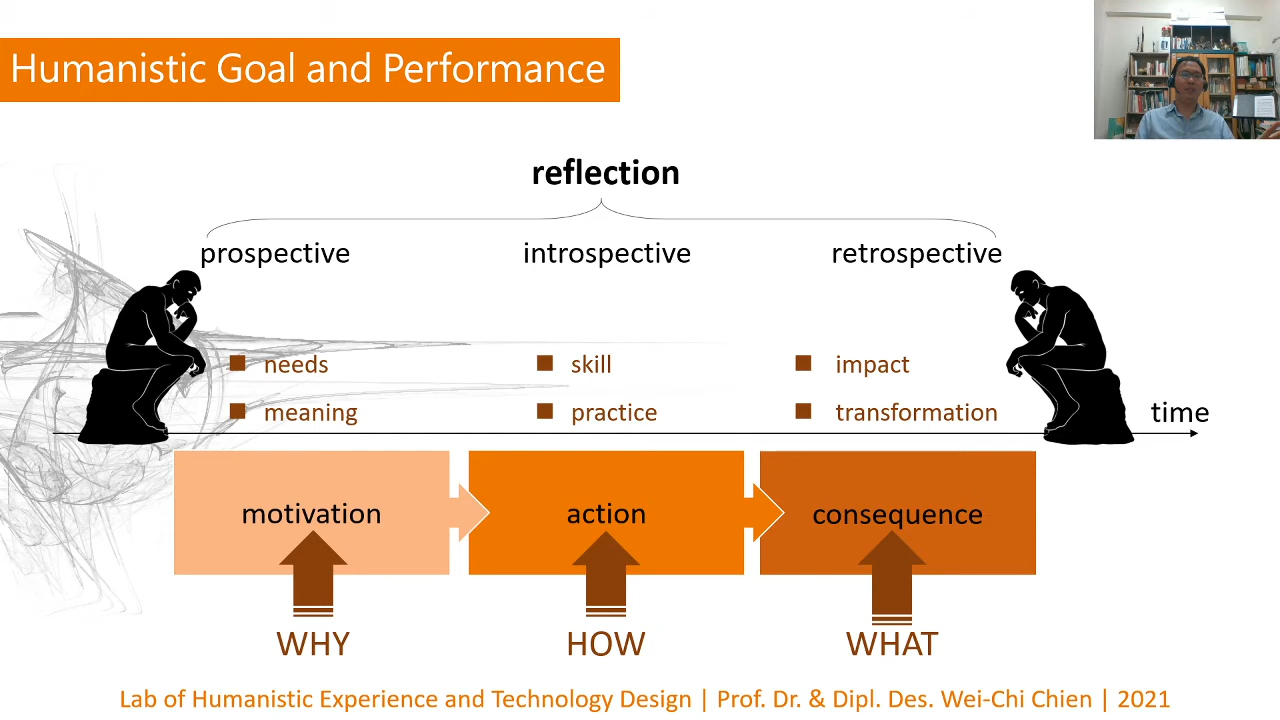 Humanistic Goal and Performance
reflection
prospective introspective retrospective
needs skill impact
meaning practice transformation
time
motivation action consequence
WHY HOW WHAT
Lab of Humanistic Experience and Technology Design | Prof. Dr. & Dipl. Des. Wei-Chi Chien | 2021